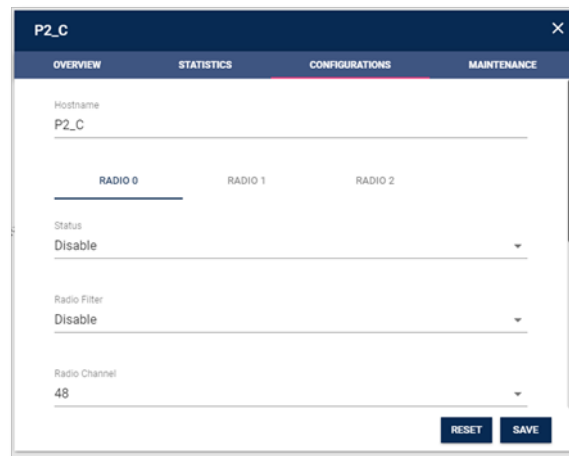 P2_C
OVERVIEW STATISTICS CONFIGURATIONS MAINTENANCE
Hostname
P2_C
RADIO 0 RADIO 1 RADIO 2
Status
Disable
Radio Filter
Disable
Radio Channel
48
RESET SAVE